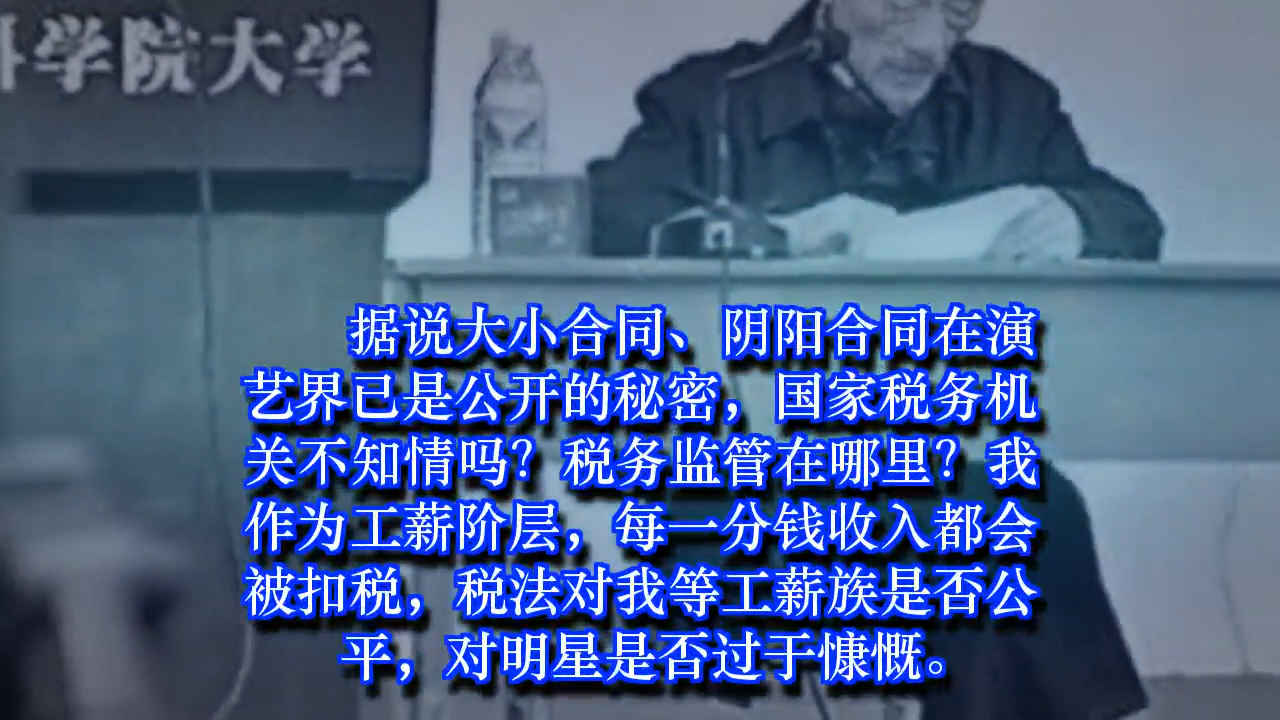 学院大学
据说大小合同、阴阳合同在演
艺界已是公开的秘密，国家税务机
关不知情吗？税务监管在哪里？我
作为工薪阶层，每一分钱收入都会
被扣税，税法对我等工薪族是否公
平，对明星是否过于慷慨。